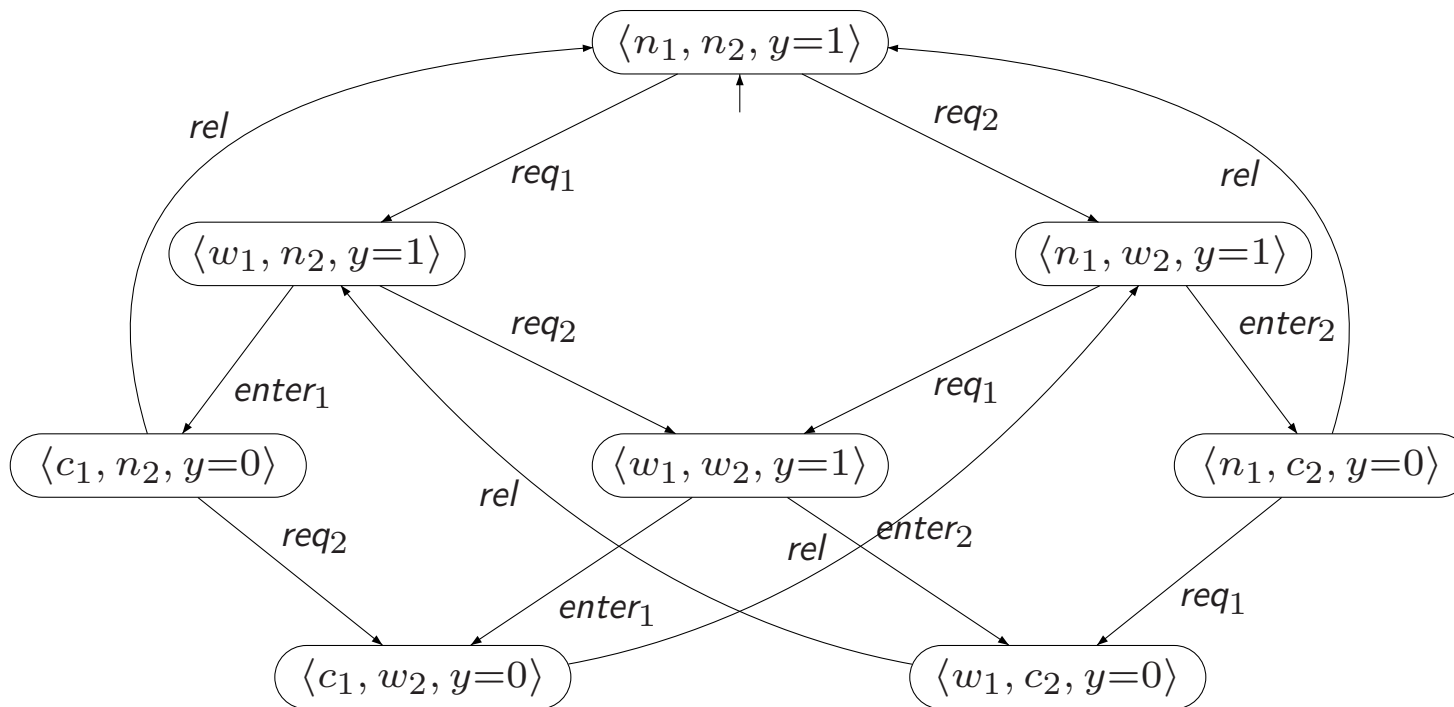 ⟨n₁, n₂, y=1⟩
rel
req₂
req₁
rel
⟨w₁, n₂, y=1⟩
⟨n₁, w₂, y=1⟩
req₂
enter₂
enter₁
req₁
⟨c₁, n₂, y=0⟩
⟨w₁, w₂, y=1⟩
⟨n₁, c₂, y=0⟩
rel
req₂
rel
enter₂
enter₁
req₁
⟨c₁, w₂, y=0⟩
⟨w₁, c₂, y=0⟩